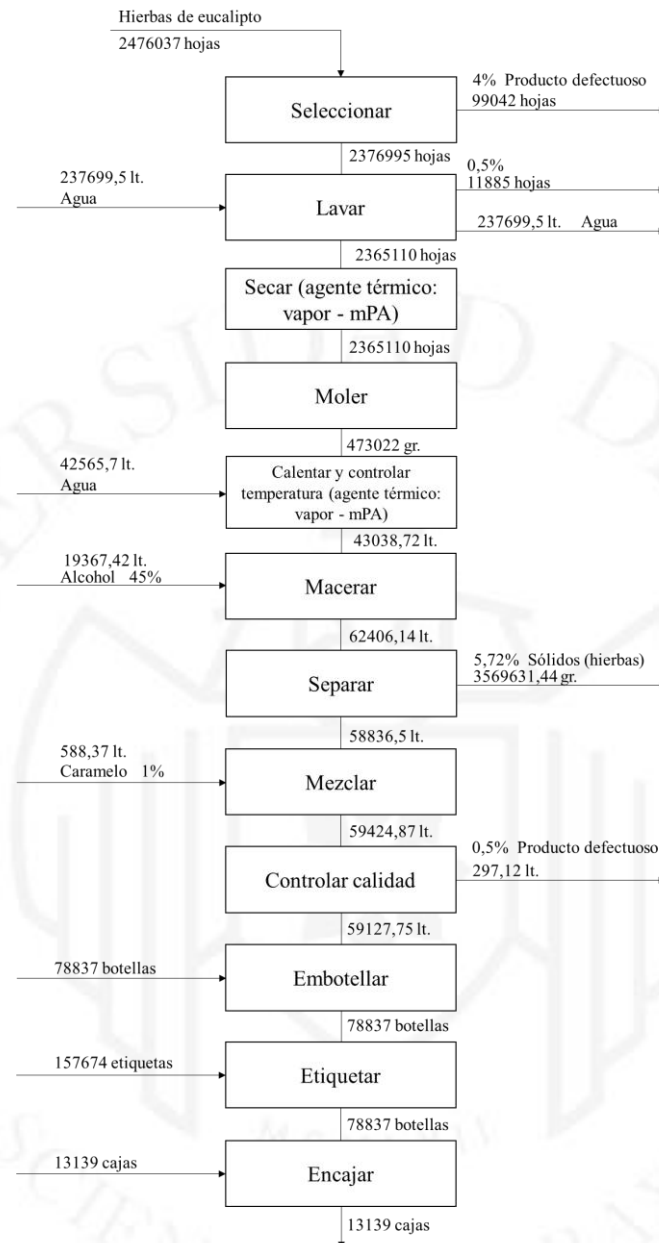 Hierbas de eucalipto
2476037 hojas
4% Producto defectuoso
99042 hojas
Seleccionar
2376995 hojas
237699,5 lt.
Agua
0,5%
11885 hojas
Lavar
237699,5 lt. Agua
2365110 hojas
Secar (agente térmico:
vapor - mPA)
2365110 hojas
Moler
473022 gr.
42565,7 lt.
Agua
Calentar y controlar
temperatura (agente térmico:
vapor - mPA)
43038,72 lt.
19367,42 lt.
Alcohol 45%
Macerar
62406,14 lt.
5,72% Sólidos (hierbas)
3569631,44 gr.
Separar
58836,5 lt.
588,37 lt.
Caramelo 1%
Mezclar
59424,87 lt.
0,5% Producto defectuoso
297,12 lt.
Controlar calidad
59127,75 lt.
78837 botellas
Embotellar
78837 botellas
157674 etiquetas
Etiquetar
78837 botellas
13139 cajas
Encajar
13139 cajas